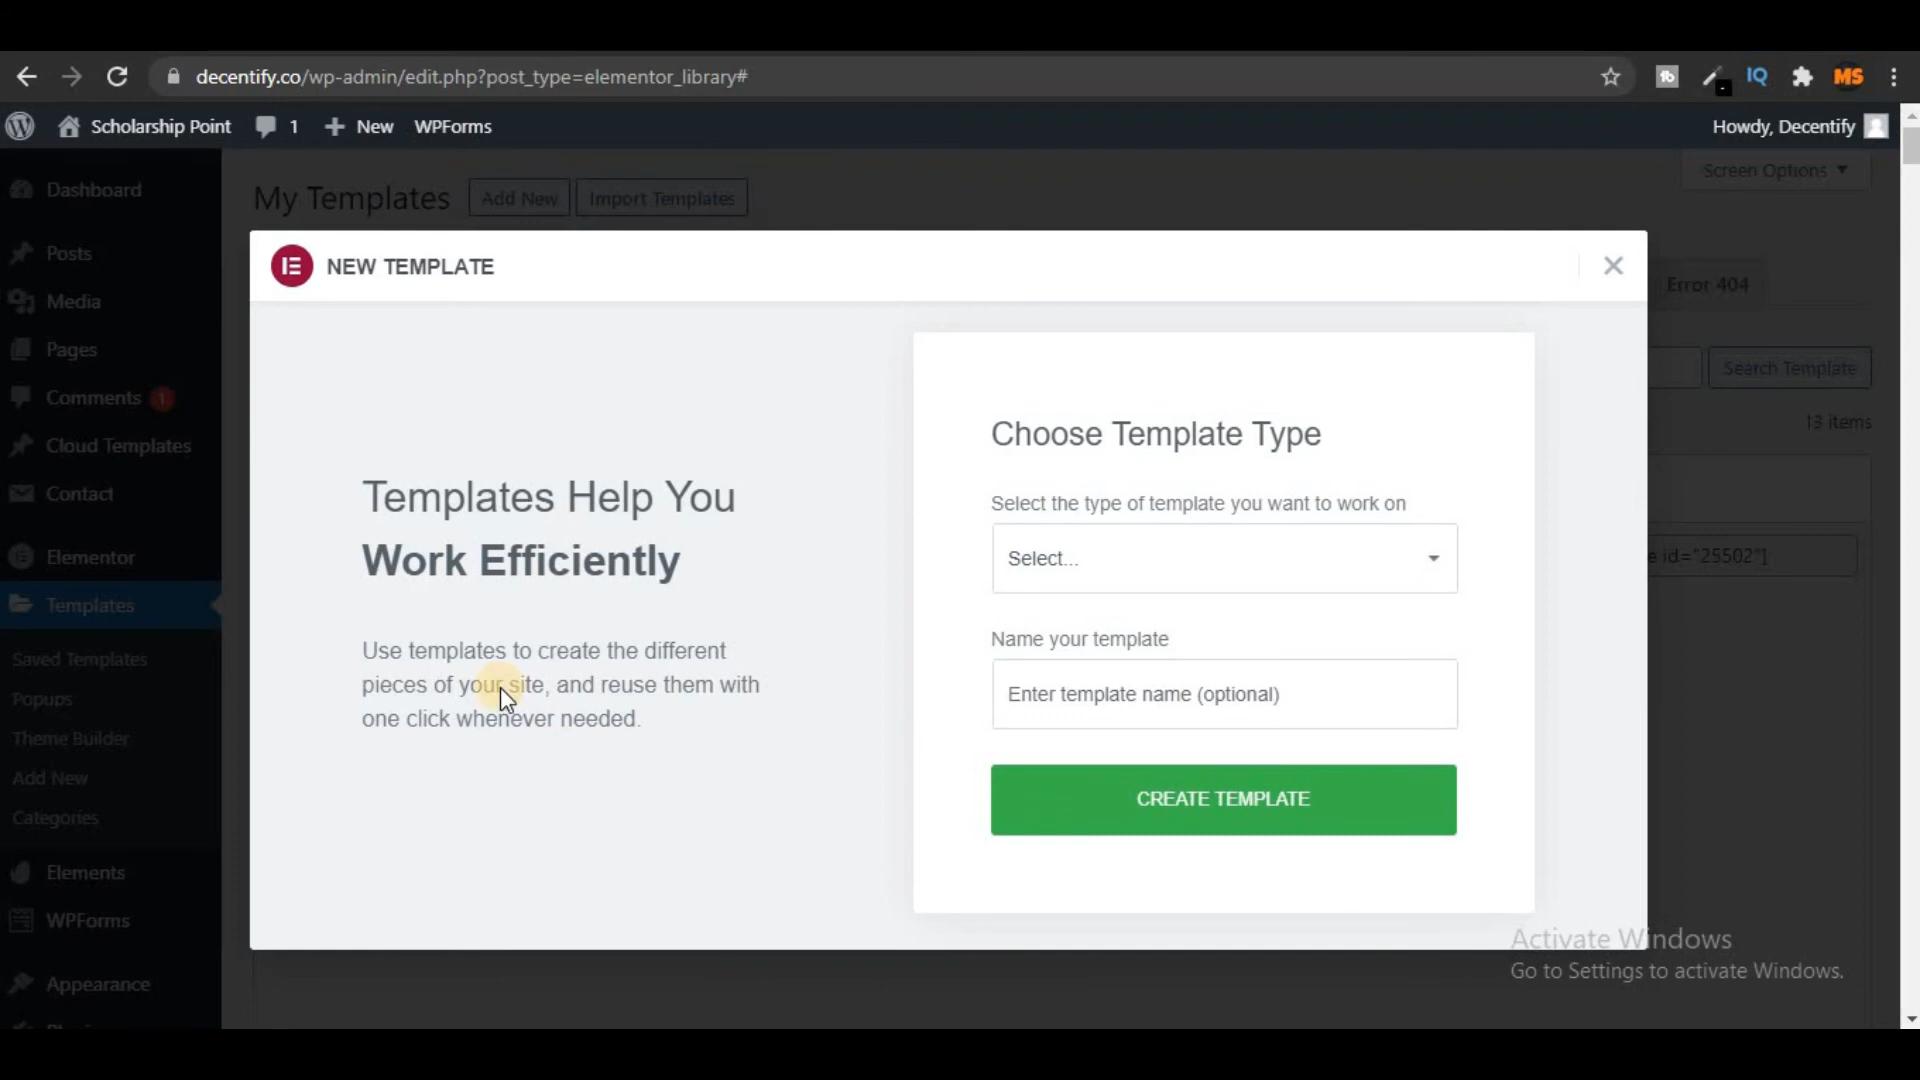 decentify.co/wp-admin/edit.php?post_type=elementor_library#
IQ
MS
Scholarship Point
1
New
WPForms
Howdy, Decentify
Dashboard
Posts
Media
Pages
Comments 1
Cloud Templates
Contact
Elementor
Templates
Saved Templates
Popups
Theme Builder
Add New
Categories
Elements
WPForms
Appearance
My Templates
Add New
Import Templates
Screen Options
Error 404
Search Template
13 items
id="25502"]
NEW TEMPLATE
Templates Help You
Work Efficiently
Use templates to create the different
pieces of your site, and reuse them with
one click whenever needed.
Choose Template Type
Select the type of template you want to work on
Select...
Name your template
Enter template name (optional)
CREATE TEMPLATE
Activate Windows
Go to Settings to activate Windows.